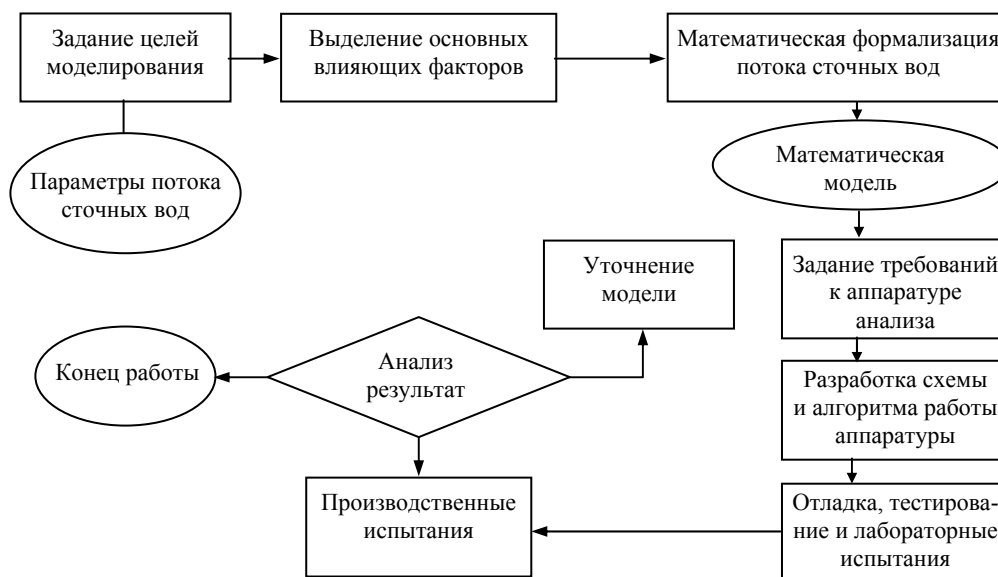 Задание целей
моделирования
Выделение основных
влияющих факторов
Математическая формализация
потока сточных вод
Параметры потока
сточных вод
Математическая
модель
Уточнение
модели
Задание требований
к аппаратуре
анализа
Конец работы
Анализ
результат
Разработка схемы
и алгоритма работы
аппаратуры
Производственные
испытания
Отладка, тестирова-
ние и лабораторные
испытания